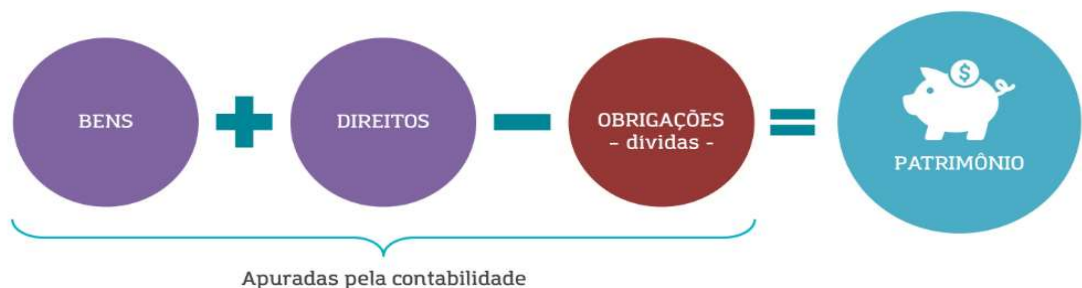 BENS
DIREITOS
OBRIGAÇÕES
- dívidas -
$
PATRIMÔNIO
Apuradas pela contabilidade